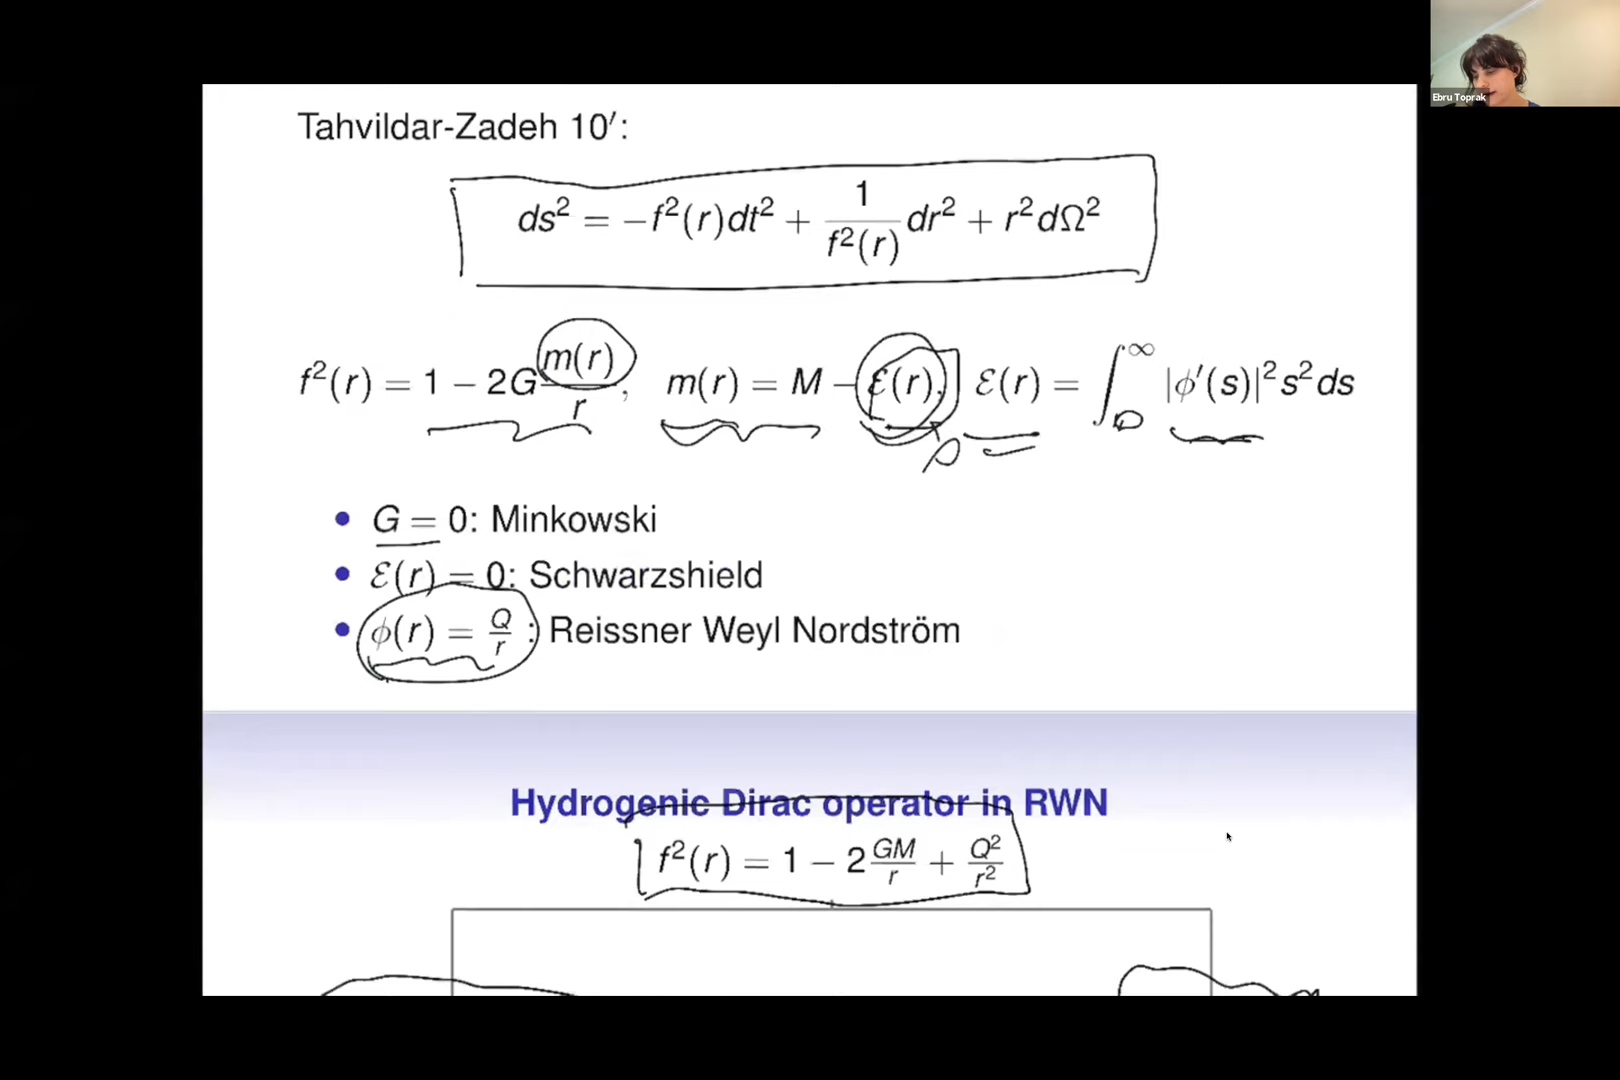 Ebru Toprak
Tahvildar-Zadeh 10′:
ds² = −f²(r)dt² + 1/f²(r) dr² + r²dΩ²
f²(r) = 1 − 2G m(r)/r, m(r) = M − ℰ(r), ℰ(r) = ∫^∞ |ϕ′(s)|²s²ds
ρ
• G = 0: Minkowski
• ℰ(r) = 0: Schwarzshield
• ϕ(r) = Q/r : Reissner Weyl Nordström
Hydrogenic Dirac operator in RWN
f²(r) = 1 − 2 GM/r + Q²/r²